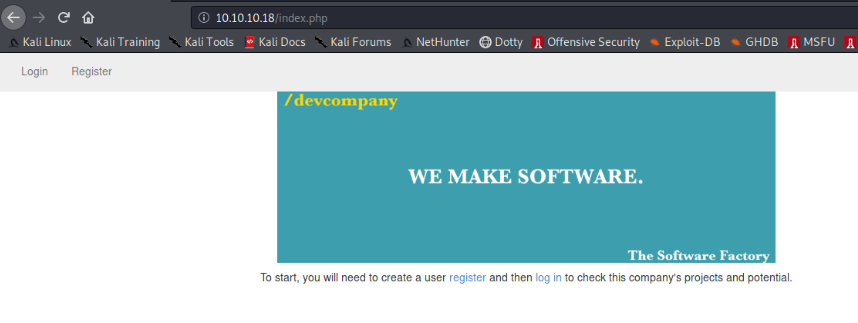 10.10.10.18/index.php
Kali Linux Kali Training Kali Tools Kali Docs Kali Forums NetHunter Dotty Offensive Security Exploit-DB GHDB MSFU
Login Register
/devcompany
WE MAKE SOFTWARE.
The Software Factory
To start, you will need to create a user register and then log in to check this company's projects and potential.